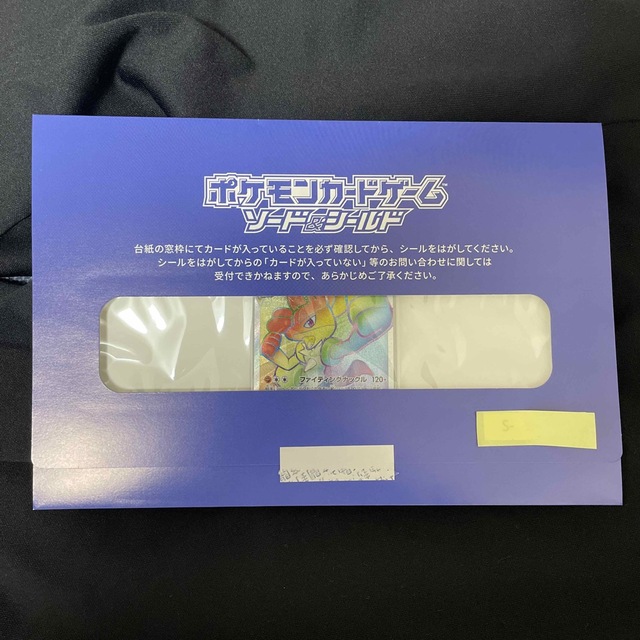 ポケモンカードゲーム
ソード&シールド
台紙の窓枠にてカードが入っていることを必ず確認してから、シールをはがしてください。
シールをはがしてからの「カードが入っていない」等のお問い合わせに関しては
受付できかねますので、あらかじめご了承ください。
ファイティングナックル 120